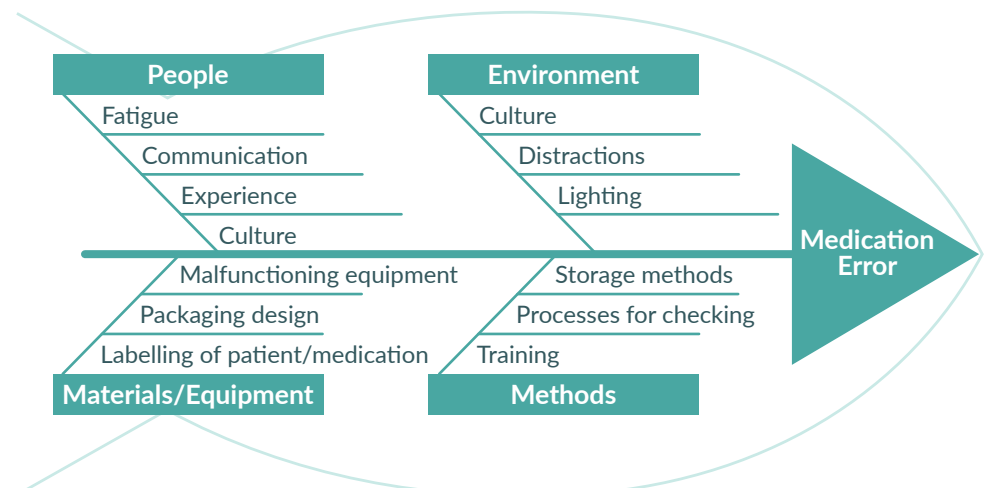 People
Fatigue
Communication
Experience
Culture
Environment
Culture
Distractions
Lighting
Medication
Error
Malfunctioning equipment
Packaging design
Labelling of patient/medication
Materials/Equipment
Storage methods
Processes for checking
Training
Methods